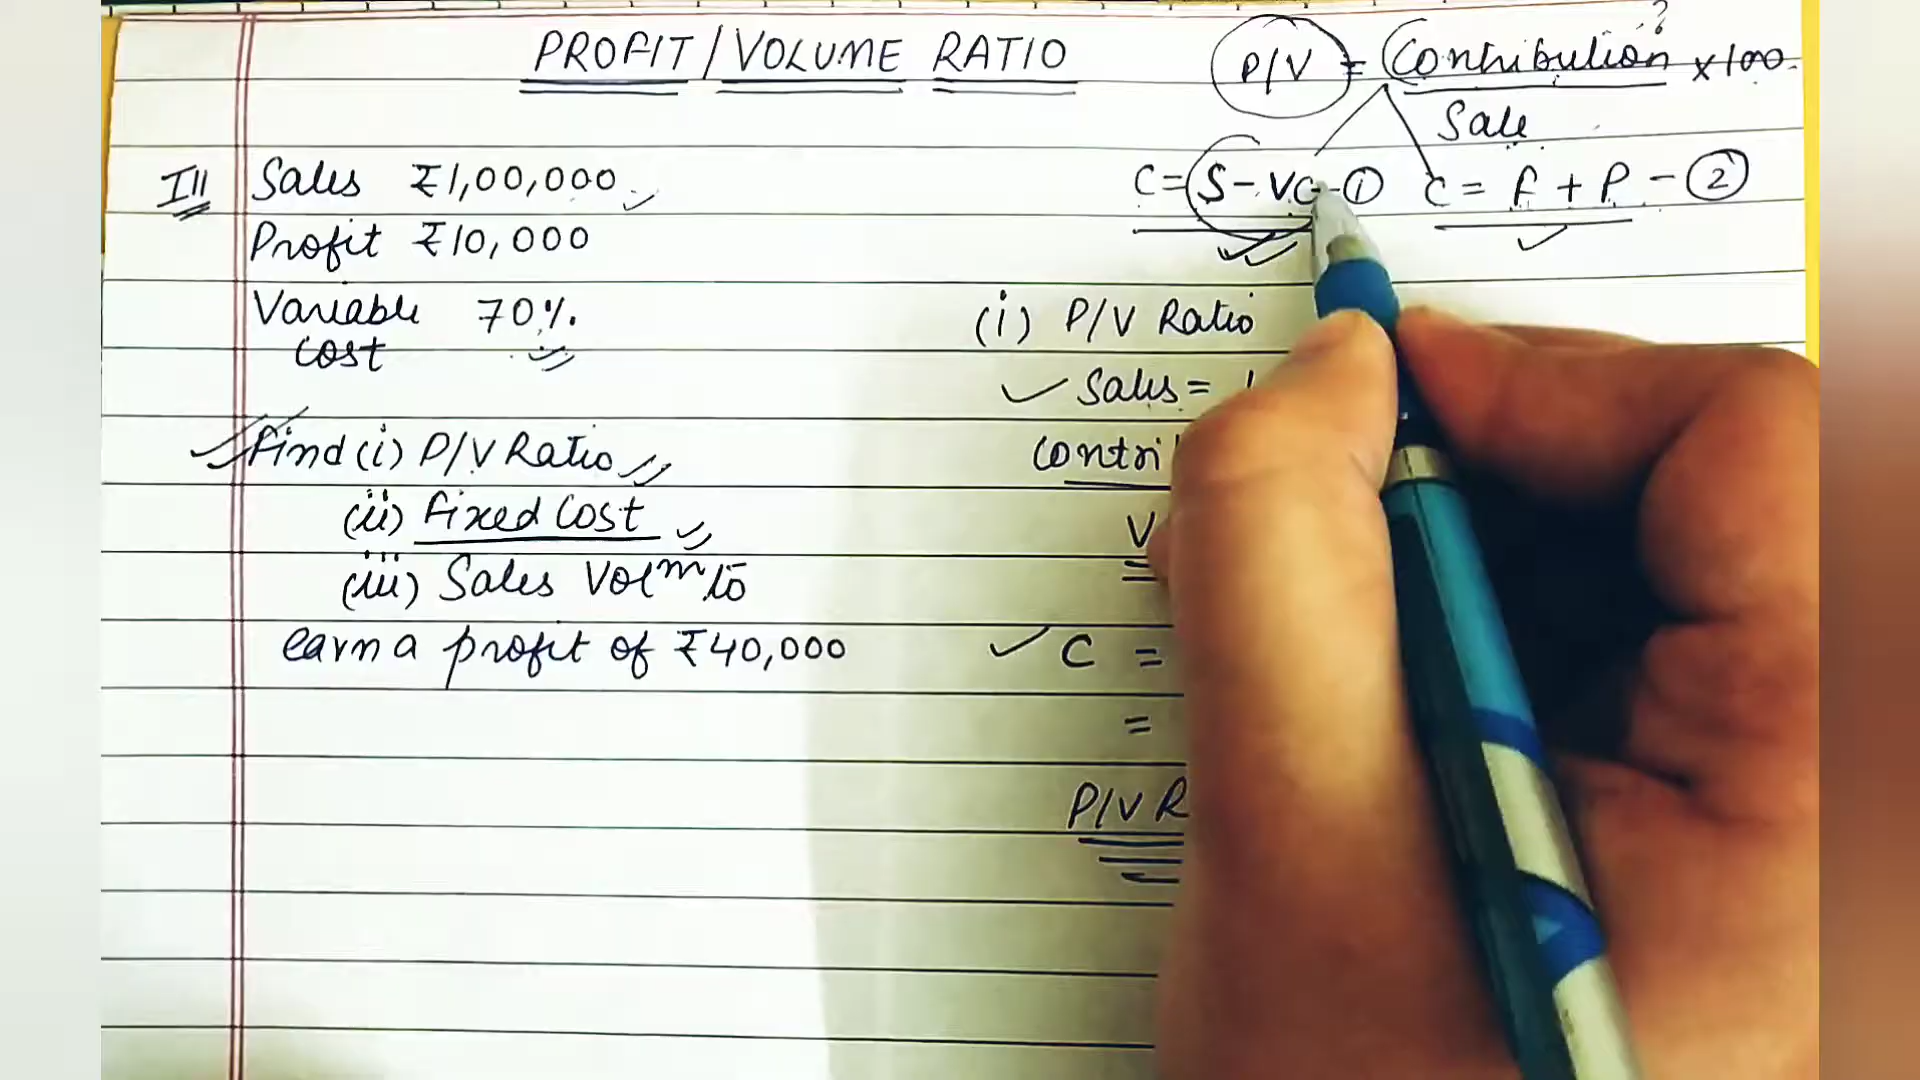 PROFIT/VOLUME RATIO
P/V = Contribution ? x100
Sale
C = S - VC - ① C = F + P - ②
III Sales ₹1,00,000
Profit ₹10,000
Variable 70%
Cost
Find (i) P/V Ratio
(ii) Fixed Cost
(iii) Sales Volm to
earn a profit of ₹40,000
(i) P/V Ratio
Sales =
Contri
V
C =
=
P/V R